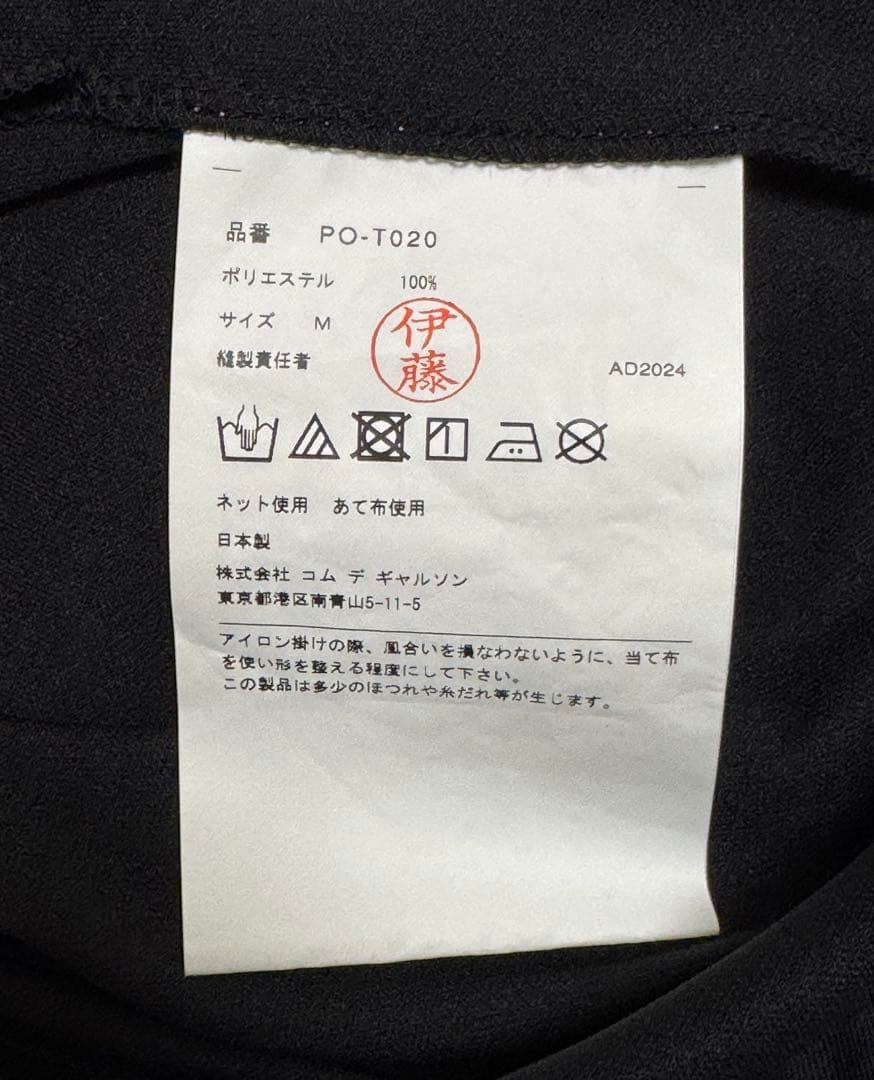 品番 PO-T020
ポリエステル 100%
サイズ M
伊藤
縫製責任者 AD2024
ネット使用 あて布使用
日本製
株式会社 コム デ ギャルソン
東京都港区南青山5-11-5
アイロン掛けの際、風合いを損なわないように、当て布
を使い形を整える程度にして下さい。
この製品は多少のほつれや糸だれ等が生じます。